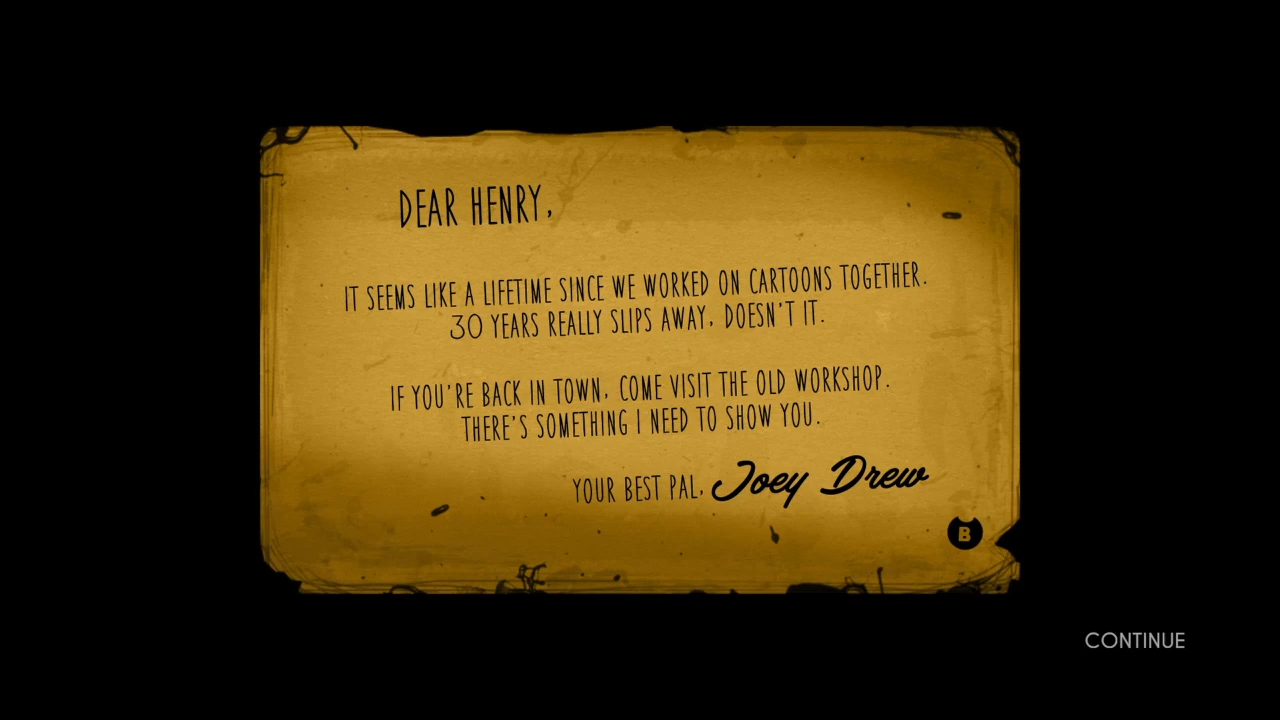 DEAR HENRY,
IT SEEMS LIKE A LIFETIME SINCE WE WORKED ON CARTOONS TOGETHER.
30 YEARS REALLY SLIPS AWAY, DOESN'T IT.
IF YOU'RE BACK IN TOWN, COME VISIT THE OLD WORKSHOP.
THERE'S SOMETHING I NEED TO SHOW YOU.
YOUR BEST PAL, Joey Drew
B
CONTINUE